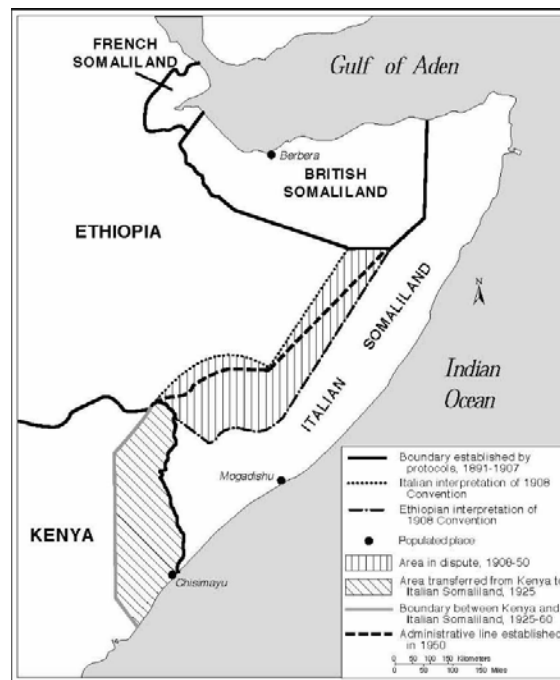 FRENCH
SOMALILAND
Gulf of Aden
Berbera
BRITISH
SOMALILAND
ETHIOPIA
N
ITALIAN SOMALILAND
Indian
Ocean
Mogadishu
KENYA
Chisimayu
Boundary established by
protocols, 1891-1907
Italian interpretation of 1908
Convention
Ethiopian interpretation of
1908 Convention
Populated place
Area in dispute, 1908-50
Area transferred from Kenya to
Italian Somaliland, 1925
Boundary between Kenya and
Italian Somaliland, 1925-60
Administrative line established
in 1950
0 50 100 150 Kilometers
0 50 100 150 Miles